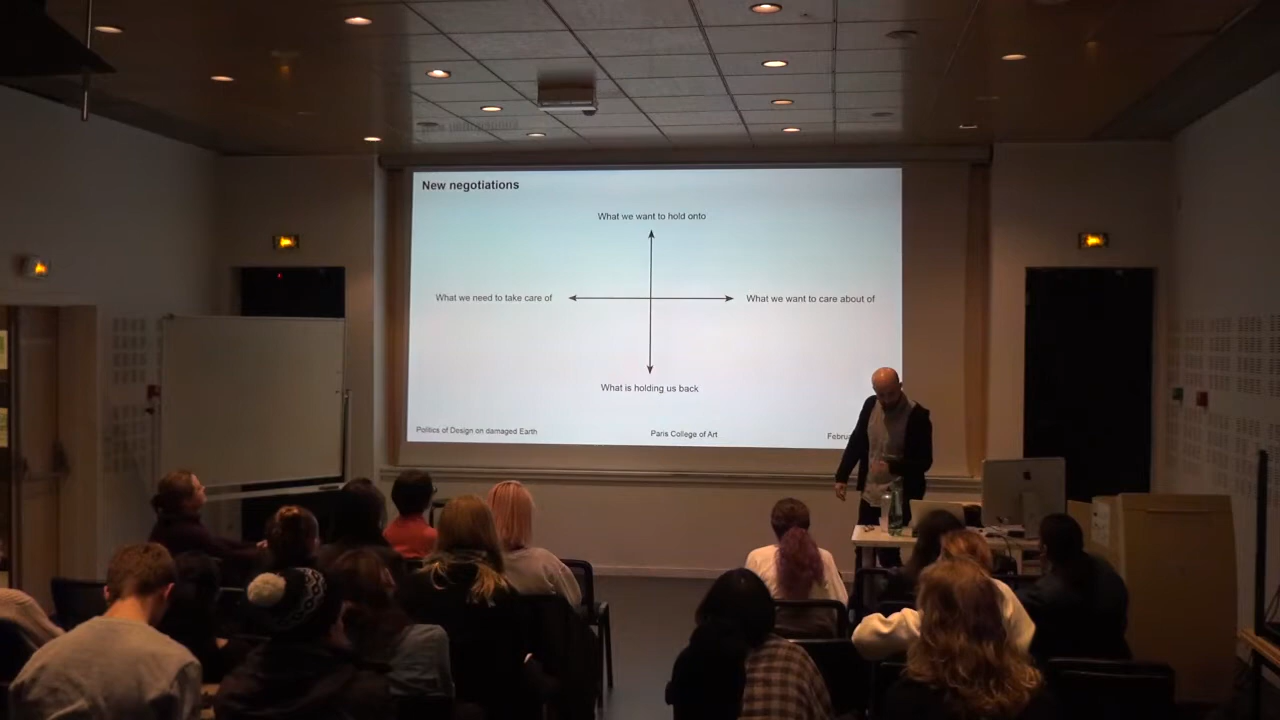 New negotiations
What we want to hold onto
What we need to take care of
What we want to care about of
What is holding us back
Politics of Design on damaged Earth
Paris College of Art